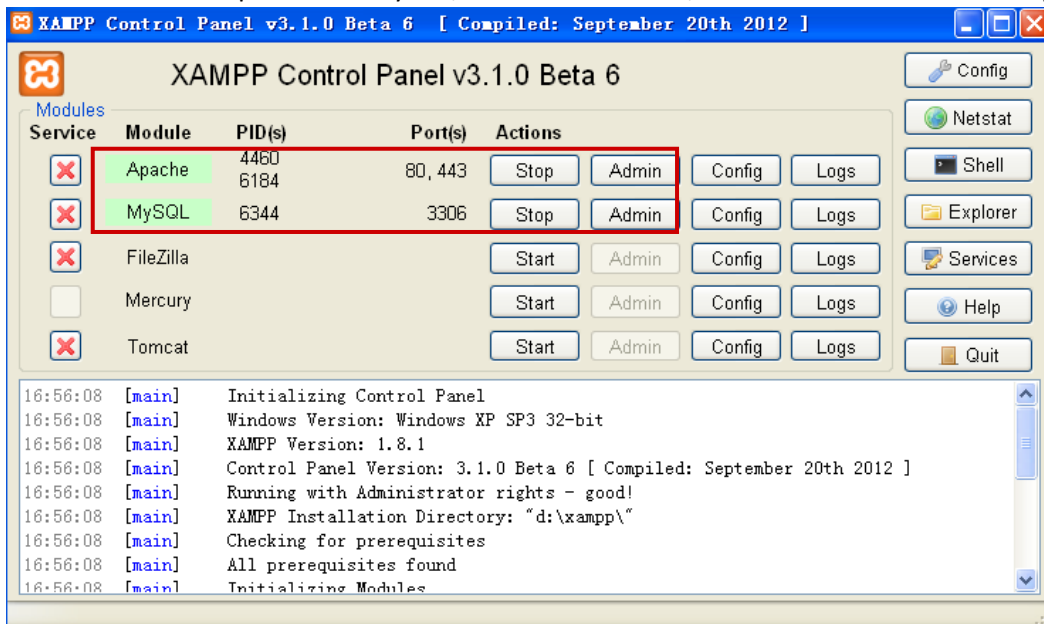 XAMPP Control Panel v3.1.0 Beta 6 [ Compiled: September 20th 2012 ]
XAMPP Control Panel v3.1.0 Beta 6
Config
Modules
Netstat
Service Module PID(s) Port(s) Actions
Apache 4460 6184 80, 443 Stop Admin Config Logs
Shell
MySQL 6344 3306 Stop Admin Config Logs
Explorer
FileZilla Start Admin Config Logs
Services
Mercury Start Admin Config Logs
Help
Tomcat Start Admin Config Logs
Quit
16:56:08 [main] Initializing Control Panel
16:56:08 [main] Windows Version: Windows XP SP3 32-bit
16:56:08 [main] XAMPP Version: 1.8.1
16:56:08 [main] Control Panel Version: 3.1.0 Beta 6 [ Compiled: September 20th 2012 ]
16:56:08 [main] Running with Administrator rights - good!
16:56:08 [main] XAMPP Installation Directory: "d:\xampp\"
16:56:08 [main] Checking for prerequisites
16:56:08 [main] All prerequisites found
16:56:08 [main] Initializing Modules